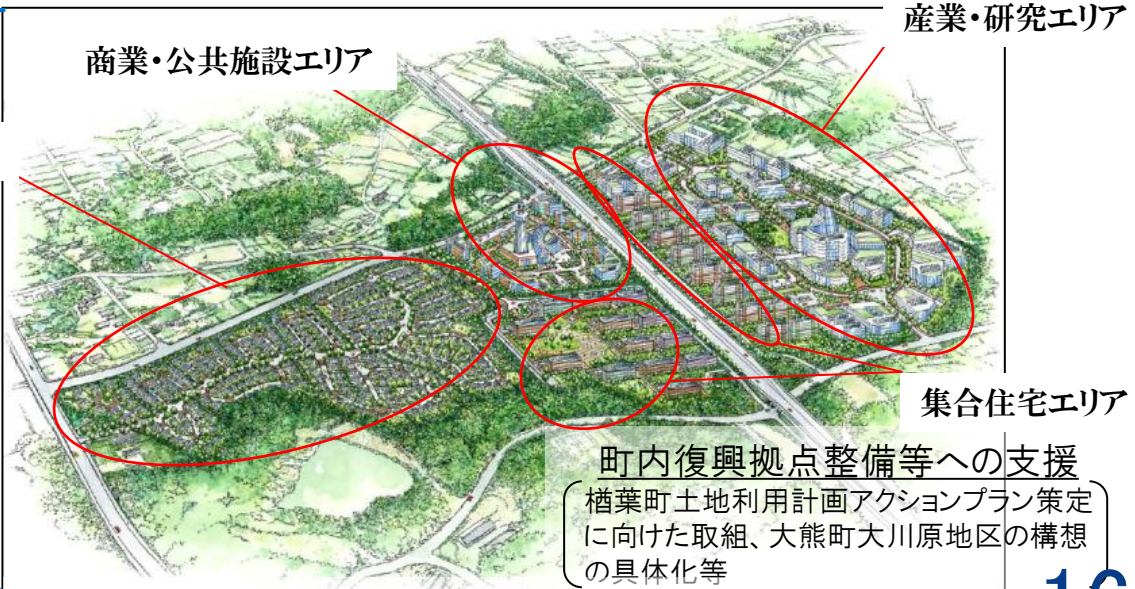 産業・研究エリア
商業・公共施設エリア
集合住宅エリア
町内復興拠点整備等への支援
楢葉町土地利用計画アクションプラン策定
に向けた取組、大熊町大川原地区の構想
の具体化等